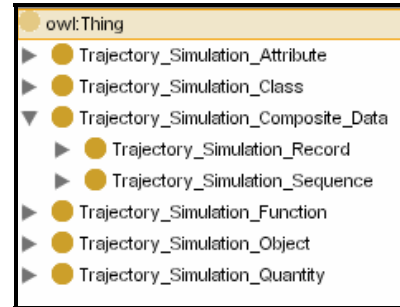 owl:Thing
Trajectory_Simulation_Attribute
Trajectory_Simulation_Class
Trajectory_Simulation_Composite_Data
Trajectory_Simulation_Record
Trajectory_Simulation_Sequence
Trajectory_Simulation_Function
Trajectory_Simulation_Object
Trajectory_Simulation_Quantity